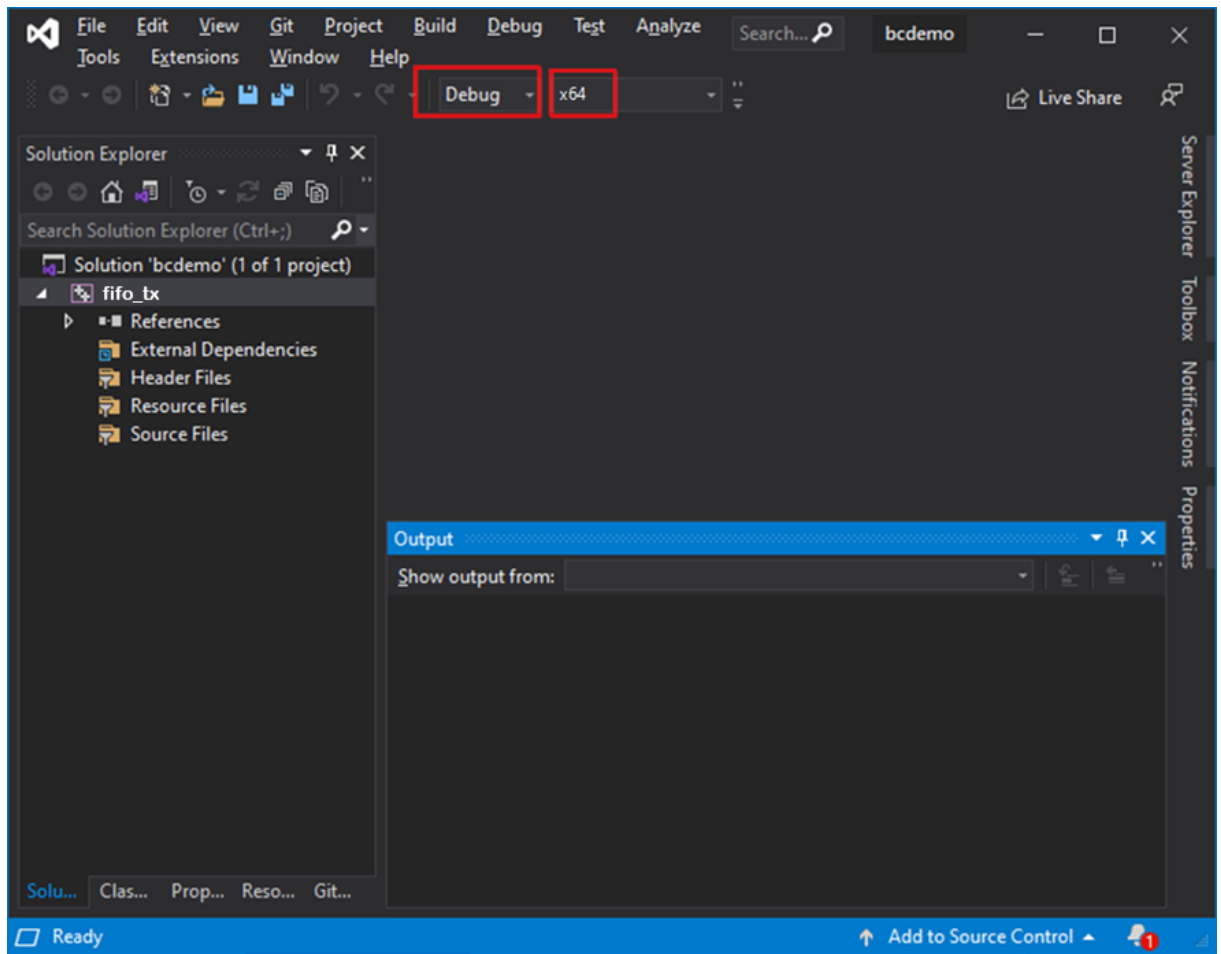 File Edit View Git Project Build Debug Test Analyze Search... bcdemo
Tools Extensions Window Help
Debug x64 Live Share
Solution Explorer
Search Solution Explorer (Ctrl+;)
Solution 'bcdemo' (1 of 1 project)
fifo_tx
References
External Dependencies
Header Files
Resource Files
Source Files
Server Explorer
Toolbox
Notifications
Properties
Output
Show output from:
Solu... Clas... Prop... Reso... Git...
Ready Add to Source Control 1